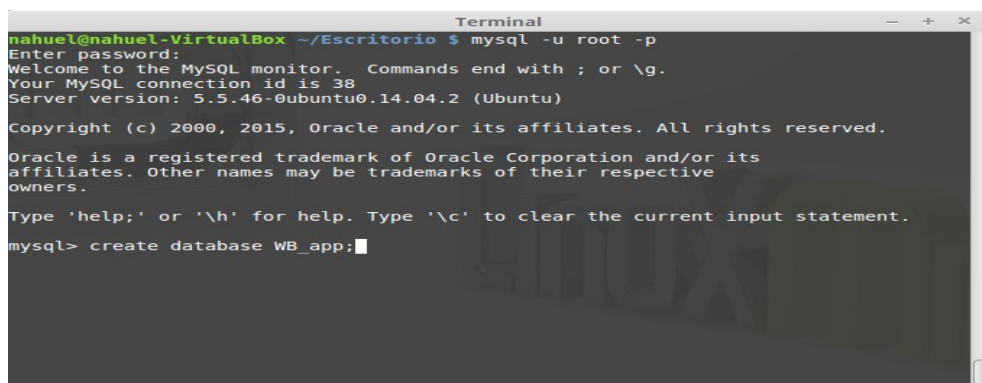 Terminal
nahuel@nahuel-VirtualBox ~/Escritorio $ mysql -u root -p
Enter password:
Welcome to the MySQL monitor.  Commands end with ; or \g.
Your MySQL connection id is 38
Server version: 5.5.46-0ubuntu0.14.04.2 (Ubuntu)
Copyright (c) 2000, 2015, Oracle and/or its affiliates. All rights reserved.
Oracle is a registered trademark of Oracle Corporation and/or its
affiliates. Other names may be trademarks of their respective
owners.
Type 'help;' or '\h' for help. Type '\c' to clear the current input statement.
mysql> create database WB_app;